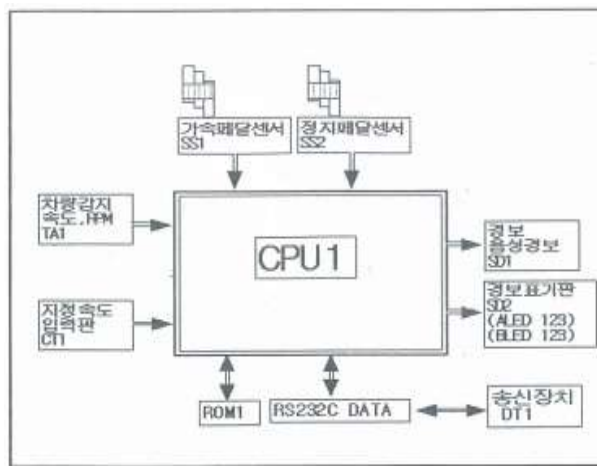 가속페달센서
SS1
정지페달센서
SS2
차량감지
속도,RPM
TA1
CPU1
경보
음성경보
SD1
지정속도
입력판
CT1
경보표기판
SD2
(ALED 123)
(BLED 123)
ROM1
RS232C DATA
송신장치
DT1